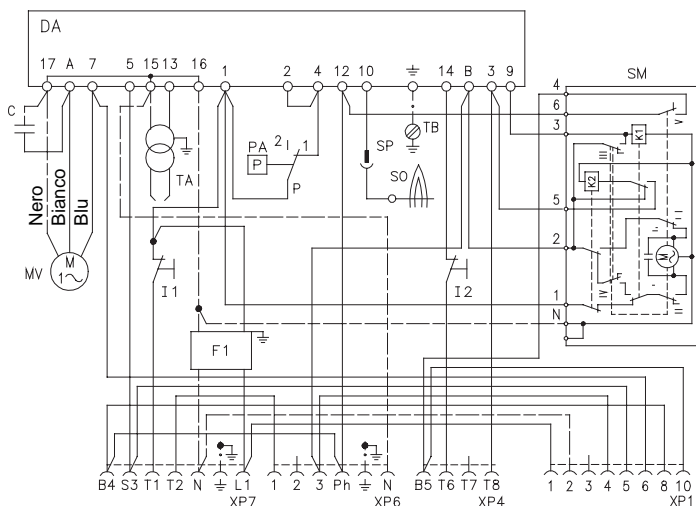 DA
17 A 7 5 15 13 16 1 2 4 12 10 14 B 3 9
SM
4
6
3
5
2
1
N
C
TA
PA
P
2 1
P
SP
SO
TB
K1
K2
V
III
I
IV
II
I
M
Nero
Bianco
Blu
MV
M
1~
I1
I2
F1
B4 S3 T1 T2 N L1 1 2 3 Ph N B5 T6 T7 T8 1 2 3 4 5 6 8 10
XP7 XP6 XP4 XP1